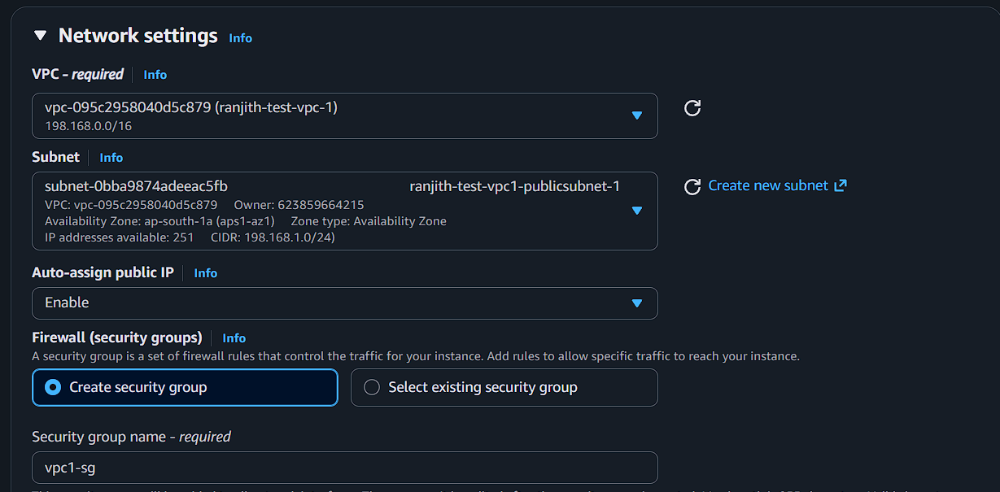 Network settings Info
VPC - required Info
vpc-095c2958040d5c879 (ranjith-test-vpc-1)
198.168.0.0/16
Subnet Info
subnet-0bba9874adeeac5fb ranjith-test-vpc1-publicsubnet-1
VPC: vpc-095c2958040d5c879 Owner: 623859664215
Availability Zone: ap-south-1a (aps1-az1) Zone type: Availability Zone
IP addresses available: 251 CIDR: 198.168.1.0/24)
Create new subnet
Auto-assign public IP Info
Enable
Firewall (security groups) Info
A security group is a set of firewall rules that control the traffic for your instance. Add rules to allow specific traffic to reach your instance.
Create security group
Select existing security group
Security group name - required
vpc1-sg